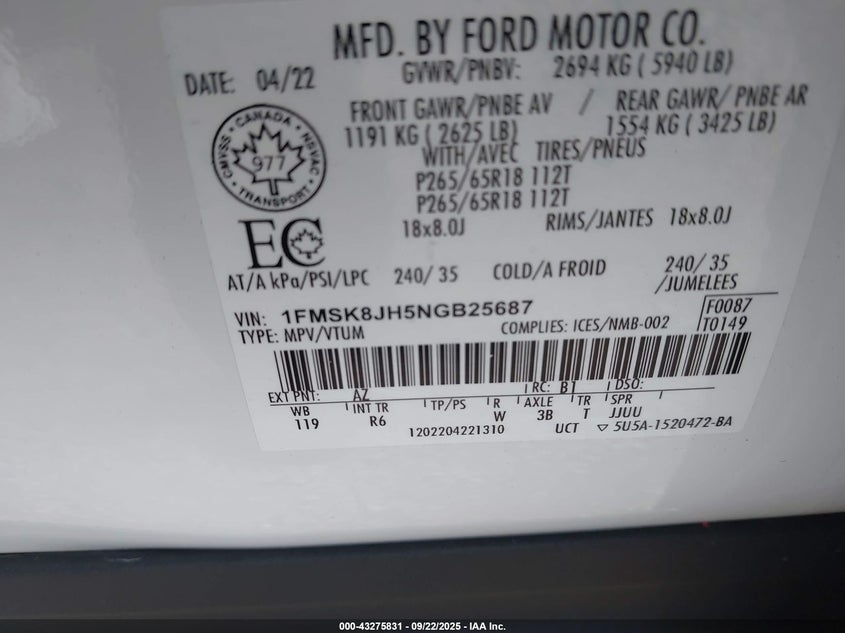 MFD. BY FORD MOTOR CO.
DATE: 04/22
GVWR/PNBV: 2694 KG ( 5940 LB)
FRONT GAWR/PNBE AV / REAR GAWR/ PNBE AR
1191 KG ( 2625 LB) 1554 KG ( 3425 LB)
WITH/AVEC TIRES/PNEUS
P265/65R18 112T
P265/65R18 112T
18x8.0J RIMS/JANTES 18x8.0J
CANADA
CMVSS 977 NSVAC
TRANSPORT
EC
AT/A kPa/PSI/LPC 240/ 35 COLD/A FROID 240/ 35
/JUMELEES
VIN: 1FMSK8JH5NGB25687 F0087
TYPE: MPV/VTUM COMPLIES: ICES/NMB-002 T0149
EXT PNT: AZ RC: B1 DSO:
WB INT TR TP/PS R AXLE TR SPR
119 R6 W 3B T JJUU
1202204221310 UCT ▽ 5U5A-1520472-BA
000-43275831 - 09/22/2025 - IAA Inc.